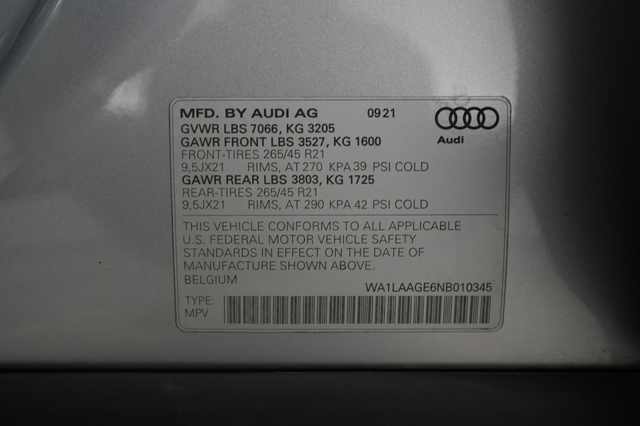 MFD. BY AUDI AG 09 21
GVWR LBS 7066, KG 3205
GAWR FRONT LBS 3527, KG 1600
FRONT-TIRES 265/45 R21
9,5JX21 RIMS, AT 270 KPA 39 PSI COLD
GAWR REAR LBS 3803, KG 1725
REAR-TIRES 265/45 R21
9,5JX21 RIMS, AT 290 KPA 42 PSI COLD
Audi
THIS VEHICLE CONFORMS TO ALL APPLICABLE
U.S. FEDERAL MOTOR VEHICLE SAFETY
STANDARDS IN EFFECT ON THE DATE OF
MANUFACTURE SHOWN ABOVE.
BELGIUM
WA1LAAGE6NB010345
TYPE:
MPV